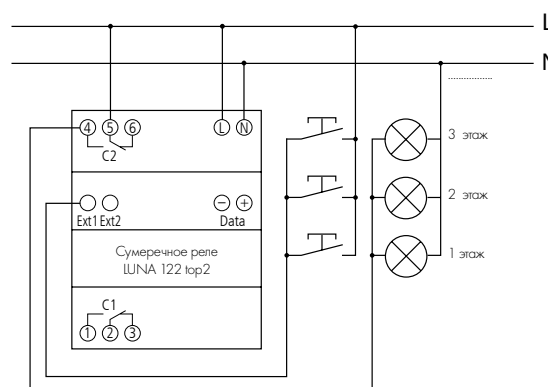 L
N
4 5 6 L N
C2
3 этаж
2 этаж
Ext1 Ext2 Data
Сумеречное реле
LUNA 122 top2
1 этаж
C1
1 2 3